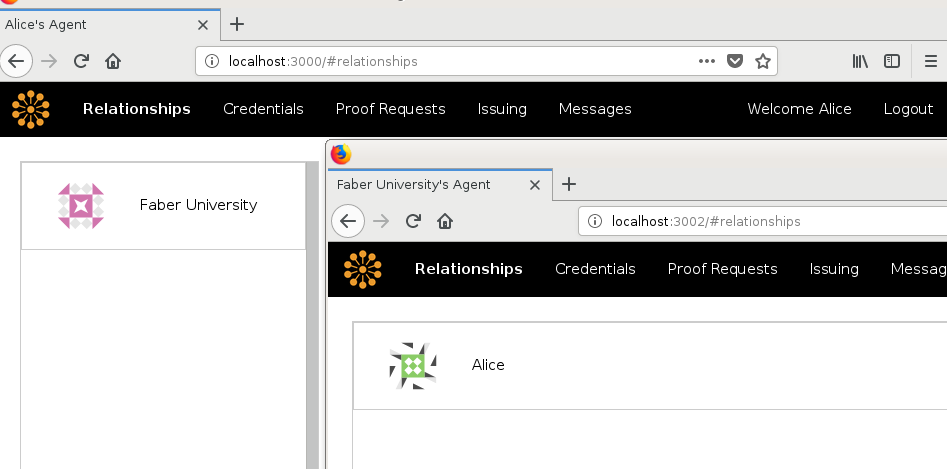 Alice's Agent
localhost:3000/#relationships
Relationships Credentials Proof Requests Issuing Messages Welcome Alice Logout
Faber University
Faber University's Agent
localhost:3002/#relationships
Relationships Credentials Proof Requests Issuing Messag
Alice